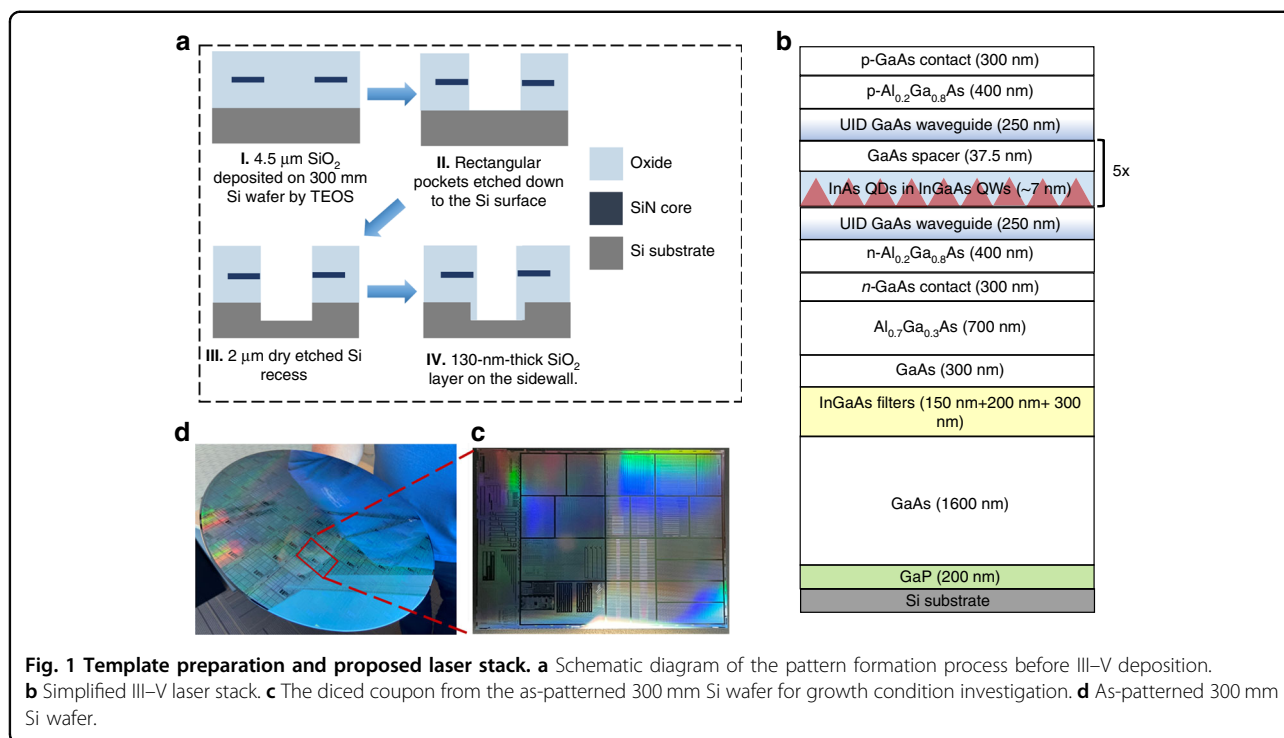 a
I. 4.5 μm SiO2
deposited on 300 mm
Si wafer by TEOS
II. Rectangular
pockets etched down
to the Si surface
III. 2 μm dry etched Si
recess
IV. 130-nm-thick SiO2
layer on the sidewall.
Oxide
SiN core
Si substrate
b
p-GaAs contact (300 nm)
p-Al0.2Ga0.8As (400 nm)
UID GaAs waveguide (250 nm)
GaAs spacer (37.5 nm)
5x
InAs QDs in InGaAs QWs (~7 nm)
UID GaAs waveguide (250 nm)
n-Al0.2Ga0.8As (400 nm)
n-GaAs contact (300 nm)
Al0.7Ga0.3As (700 nm)
GaAs (300 nm)
InGaAs filters (150 nm+200 nm+ 300
nm)
GaAs (1600 nm)
GaP (200 nm)
Si substrate
d
c
Fig. 1 Template preparation and proposed laser stack. a Schematic diagram of the pattern formation process before III–V deposition.
b Simplified III–V laser stack. c The diced coupon from the as-patterned 300 mm Si wafer for growth condition investigation. d As-patterned 300 mm
Si wafer.